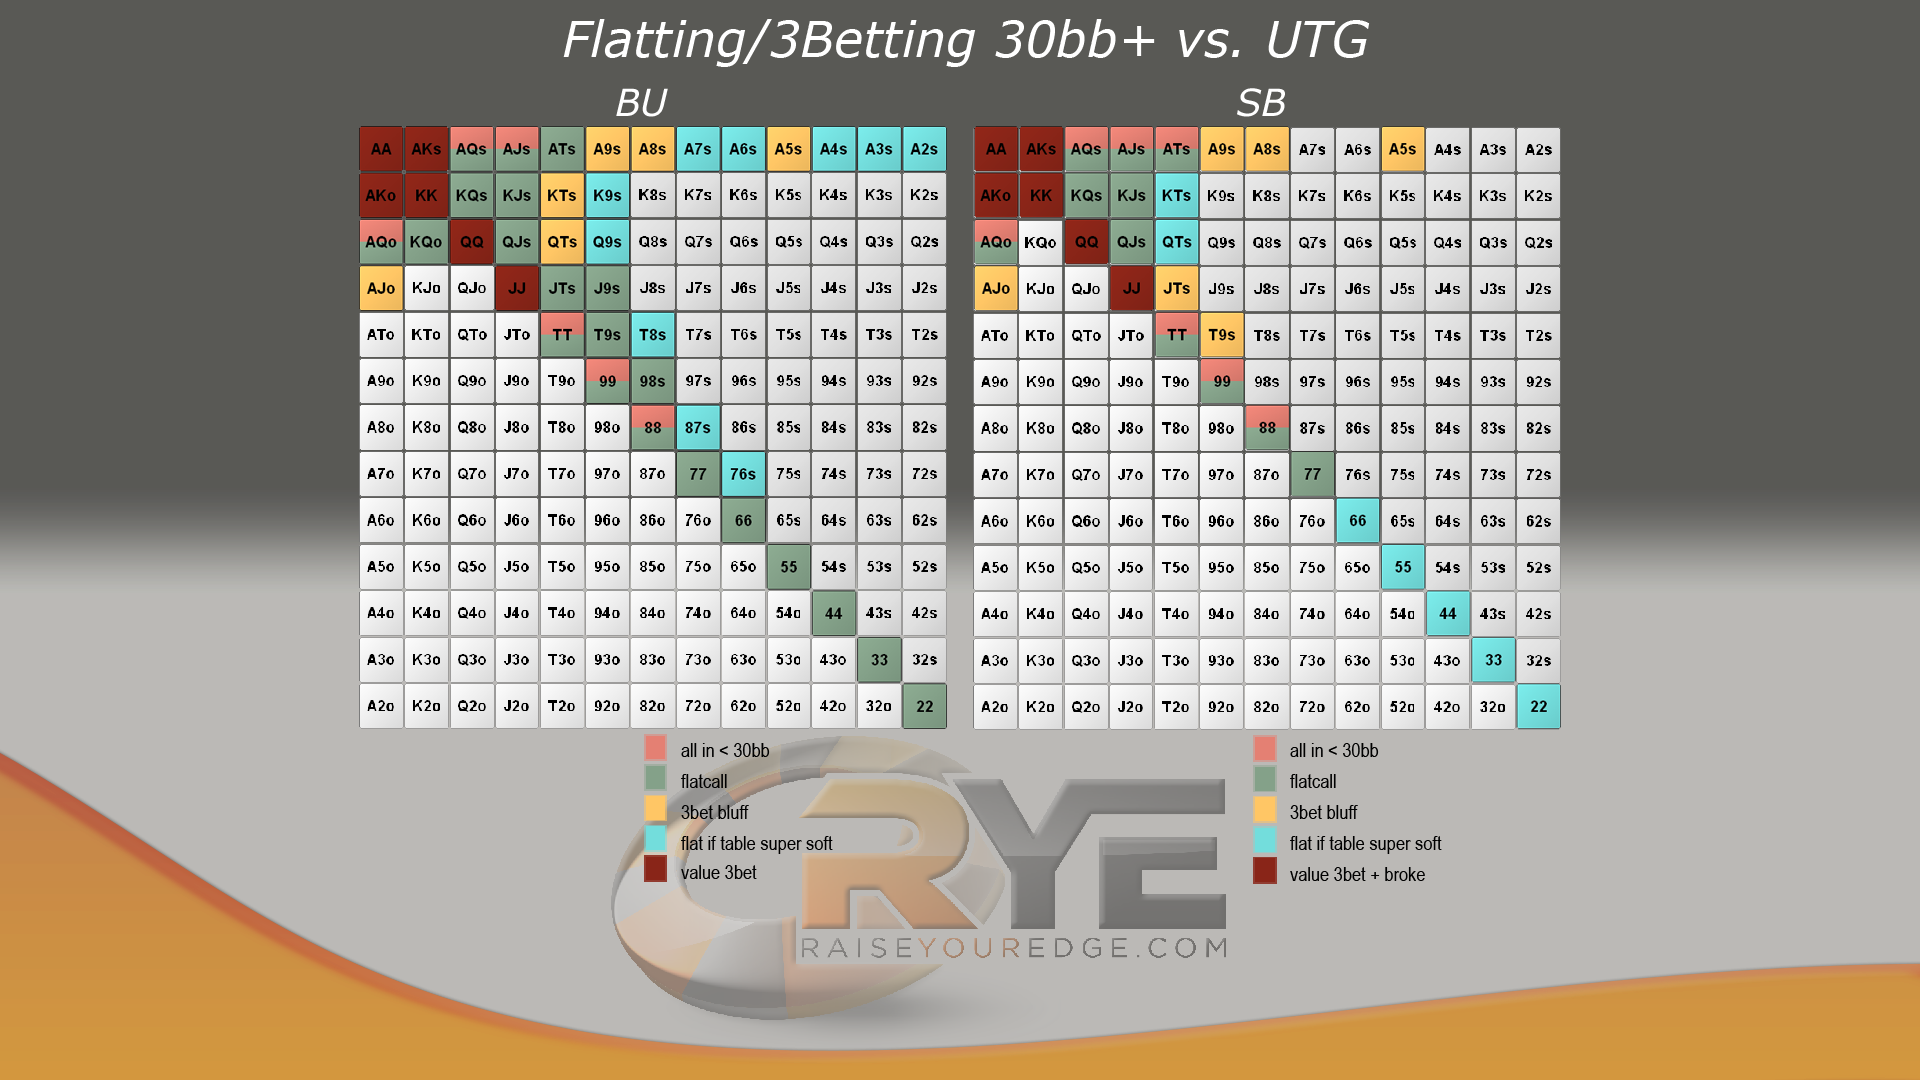 Flatting/3Betting 30bb+ vs. UTG
BU
AA AKs AQs AJs ATs A9s A8s A7s A6s A5s A4s A3s A2s
AKo KK KQs KJs KTs K9s K8s K7s K6s K5s K4s K3s K2s
AQo KQo QQ QJs QTs Q9s Q8s Q7s Q6s Q5s Q4s Q3s Q2s
AJo KJo QJo JJ JTs J9s J8s J7s J6s J5s J4s J3s J2s
ATo KTo QTo JTo TT T9s T8s T7s T6s T5s T4s T3s T2s
A9o K9o Q9o J9o T9o 99 98s 97s 96s 95s 94s 93s 92s
A8o K8o Q8o J8o T8o 98o 88 87s 86s 85s 84s 83s 82s
A7o K7o Q7o J7o T7o 97o 87o 77 76s 75s 74s 73s 72s
A6o K6o Q6o J6o T6o 96o 86o 76o 66 65s 64s 63s 62s
A5o K5o Q5o J5o T5o 95o 85o 75o 65o 55 54s 53s 52s
A4o K4o Q4o J4o T4o 94o 84o 74o 64o 54o 44 43s 42s
A3o K3o Q3o J3o T3o 93o 83o 73o 63o 53o 43o 33 32s
A2o K2o Q2o J2o T2o 92o 82o 72o 62o 52o 42o 32o 22
all in < 30bb
flatcall
3bet bluff
flat if table super soft
value 3bet
SB
AA AKs AQs AJs ATs A9s A8s A7s A6s A5s A4s A3s A2s
AKo KK KQs KJs KTs K9s K8s K7s K6s K5s K4s K3s K2s
AQo KQo QQ QJs QTs Q9s Q8s Q7s Q6s Q5s Q4s Q3s Q2s
AJo KJo QJo JJ JTs J9s J8s J7s J6s J5s J4s J3s J2s
ATo KTo QTo JTo TT T9s T8s T7s T6s T5s T4s T3s T2s
A9o K9o Q9o J9o T9o 99 98s 97s 96s 95s 94s 93s 92s
A8o K8o Q8o J8o T8o 98o 88 87s 86s 85s 84s 83s 82s
A7o K7o Q7o J7o T7o 97o 87o 77 76s 75s 74s 73s 72s
A6o K6o Q6o J6o T6o 96o 86o 76o 66 65s 64s 63s 62s
A5o K5o Q5o J5o T5o 95o 85o 75o 65o 55 54s 53s 52s
A4o K4o Q4o J4o T4o 94o 84o 74o 64o 54o 44 43s 42s
A3o K3o Q3o J3o T3o 93o 83o 73o 63o 53o 43o 33 32s
A2o K2o Q2o J2o T2o 92o 82o 72o 62o 52o 42o 32o 22
all in < 30bb
flatcall
3bet bluff
flat if table super soft
value 3bet + broke
RYE
RAISEYOUREDGE.COM